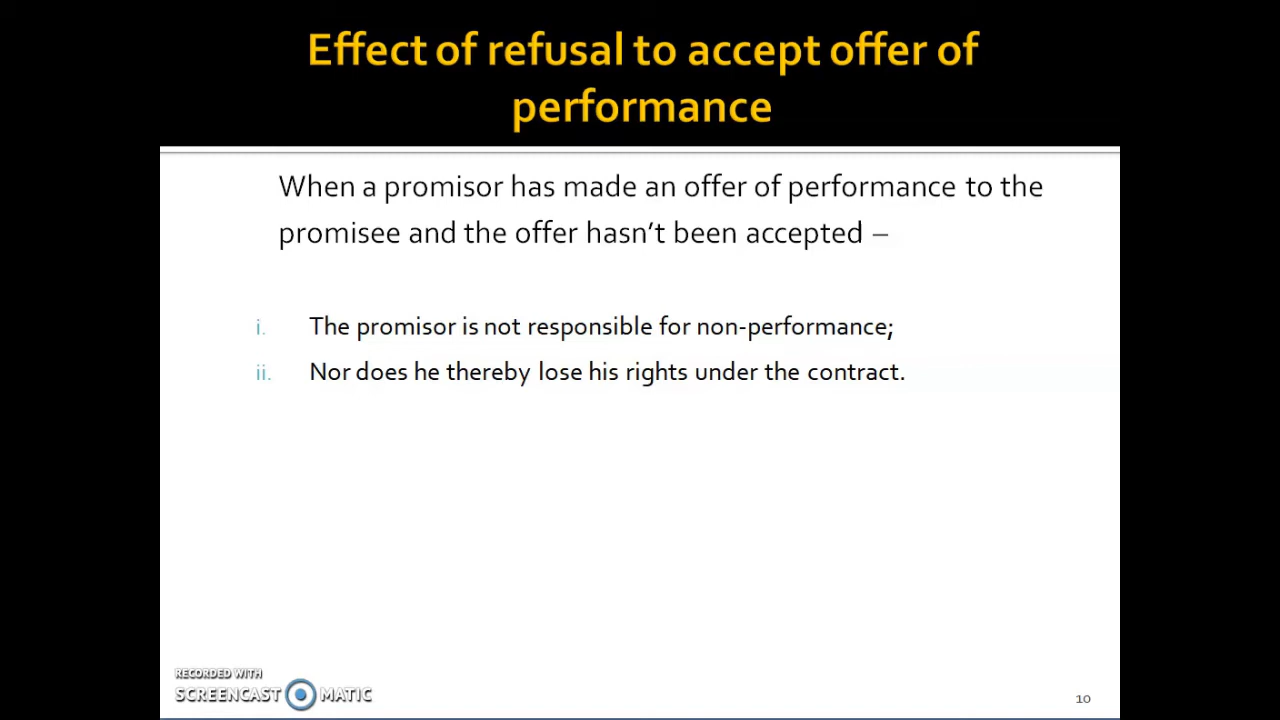 Effect of refusal to accept offer of
performance
When a promisor has made an offer of performance to the
promisee and the offer hasn't been accepted –
i. The promisor is not responsible for non-performance;
ii. Nor does he thereby lose his rights under the contract.
RECORDED WITH
SCREENCAST MATIC
10